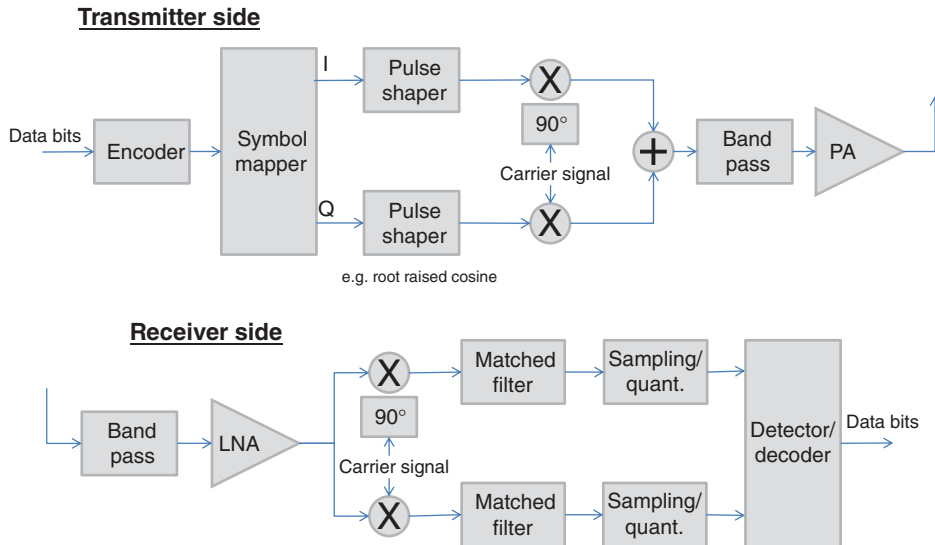 Transmitter side
Data bits
Encoder
Symbol
mapper
I
Q
Pulse
shaper
X
90°
Carrier signal
Pulse
shaper
X
e.g. root raised cosine
+
Band
pass
PA
Receiver side
Band
pass
LNA
X
90°
Carrier signal
X
Matched
filter
Sampling/
quant.
Matched
filter
Sampling/
quant.
Detector/
decoder
Data bits